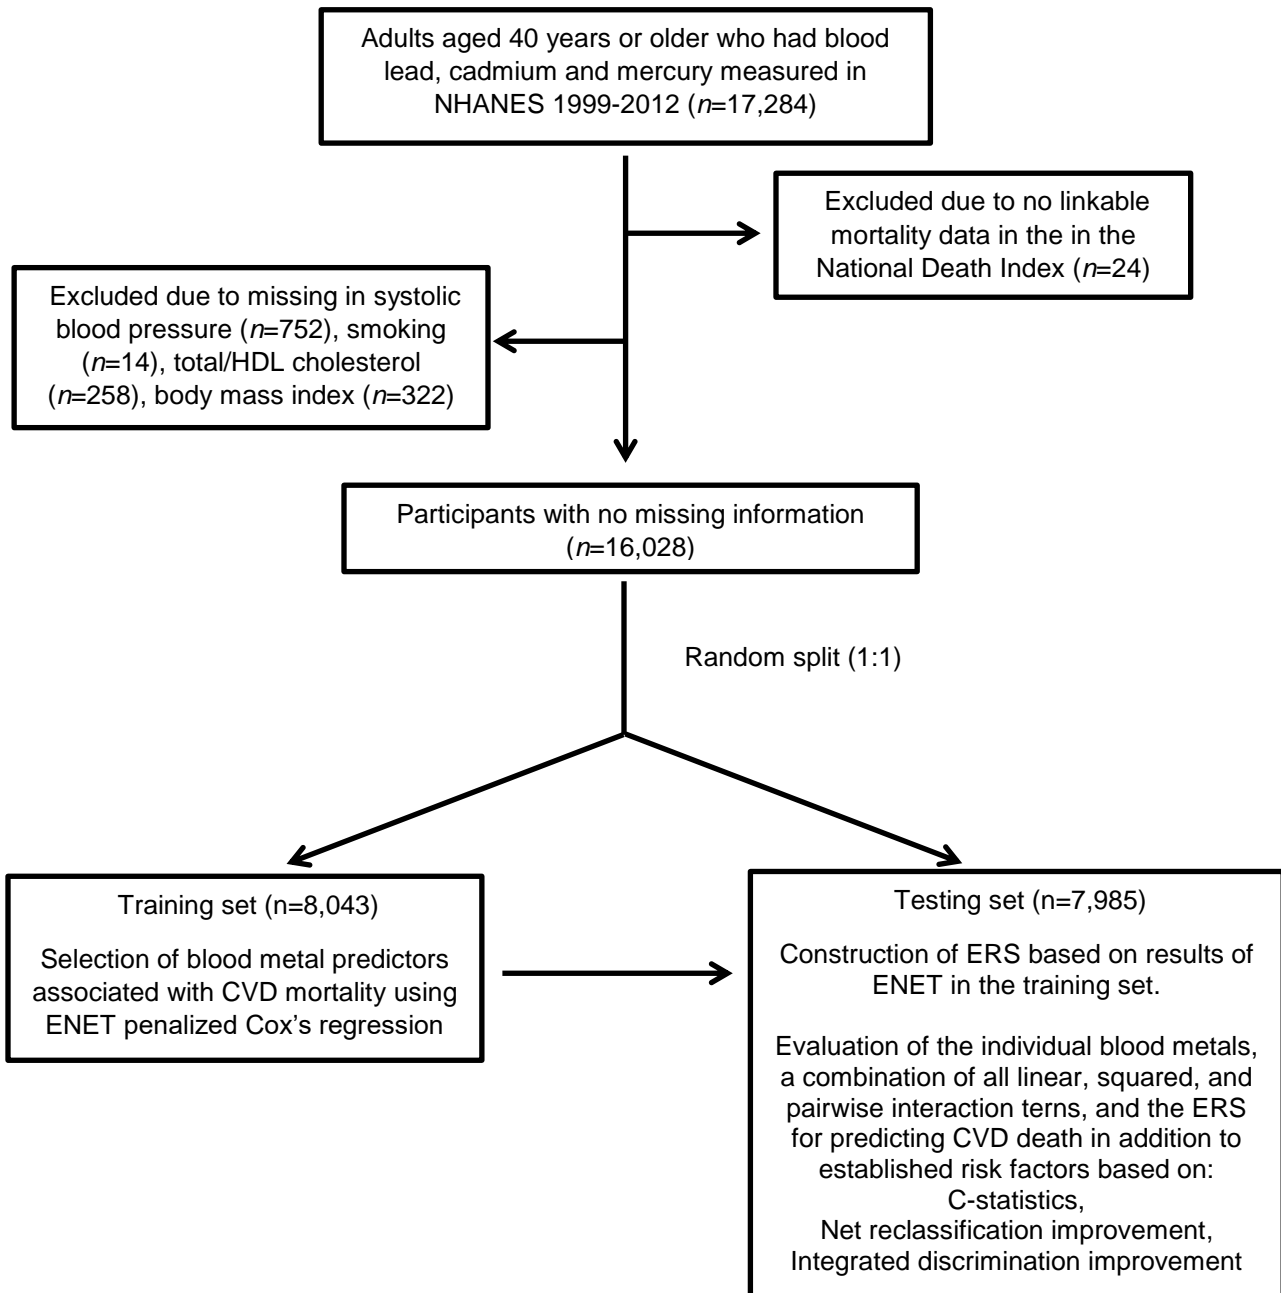 Adults aged 40 years or older who had blood
lead, cadmium and mercury measured in
NHANES 1999-2012 (n=17,284)
Excluded due to no linkable
mortality data in the in the
National Death Index (n=24)
Excluded due to missing in systolic
blood pressure (n=752), smoking
(n=14), total/HDL cholesterol
(n=258), body mass index (n=322)
Participants with no missing information
(n=16,028)
Random split (1:1)
Training set (n=8,043)
Selection of blood metal predictors
associated with CVD mortality using
ENET penalized Cox’s regression
Testing set (n=7,985)
Construction of ERS based on results of
ENET in the training set.
Evaluation of the individual blood metals,
a combination of all linear, squared, and
pairwise interaction terns, and the ERS
for predicting CVD death in addition to
established risk factors based on:
C-statistics,
Net reclassification improvement,
Integrated discrimination improvement